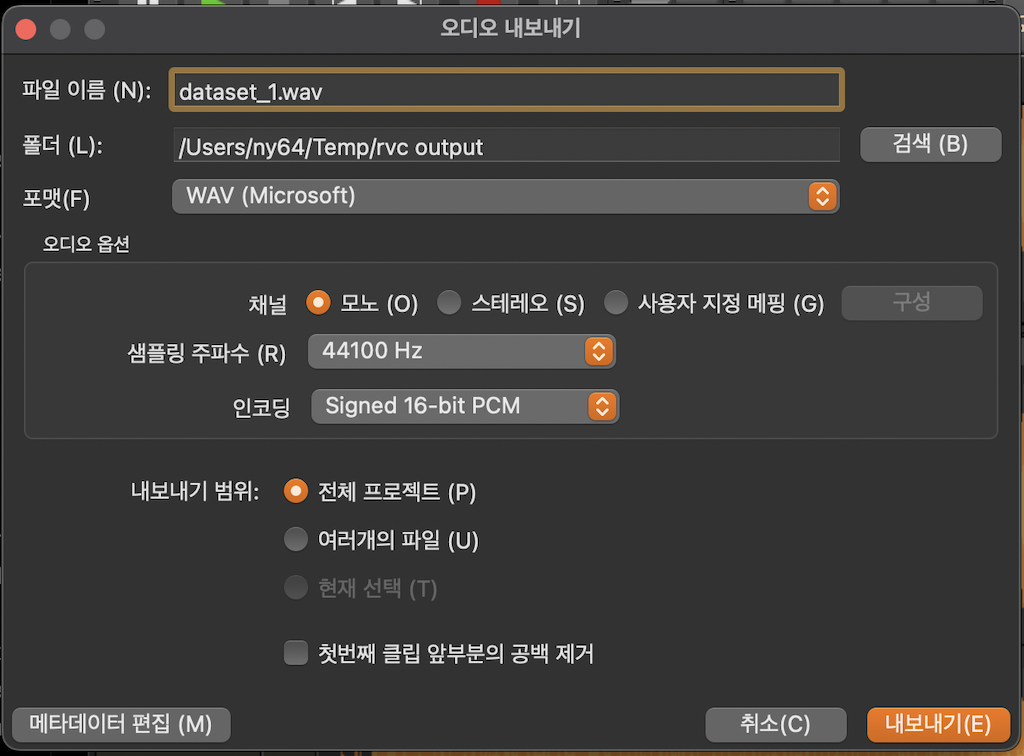 오디오 내보내기
파일 이름 (N): dataset_1.wav
폴더 (L): /Users/ny64/Temp/rvc output 검색 (B)
포맷(F) WAV (Microsoft)
오디오 옵션
채널 모노 (O) 스테레오 (S) 사용자 지정 메핑 (G) 구성
샘플링 주파수 (R) 44100 Hz
인코딩 Signed 16-bit PCM
내보내기 범위: 전체 프로젝트 (P)
여러개의 파일 (U)
현재 선택 (T)
첫번째 클립 앞부분의 공백 제거
메타데이터 편집 (M) 취소(C) 내보내기(E)